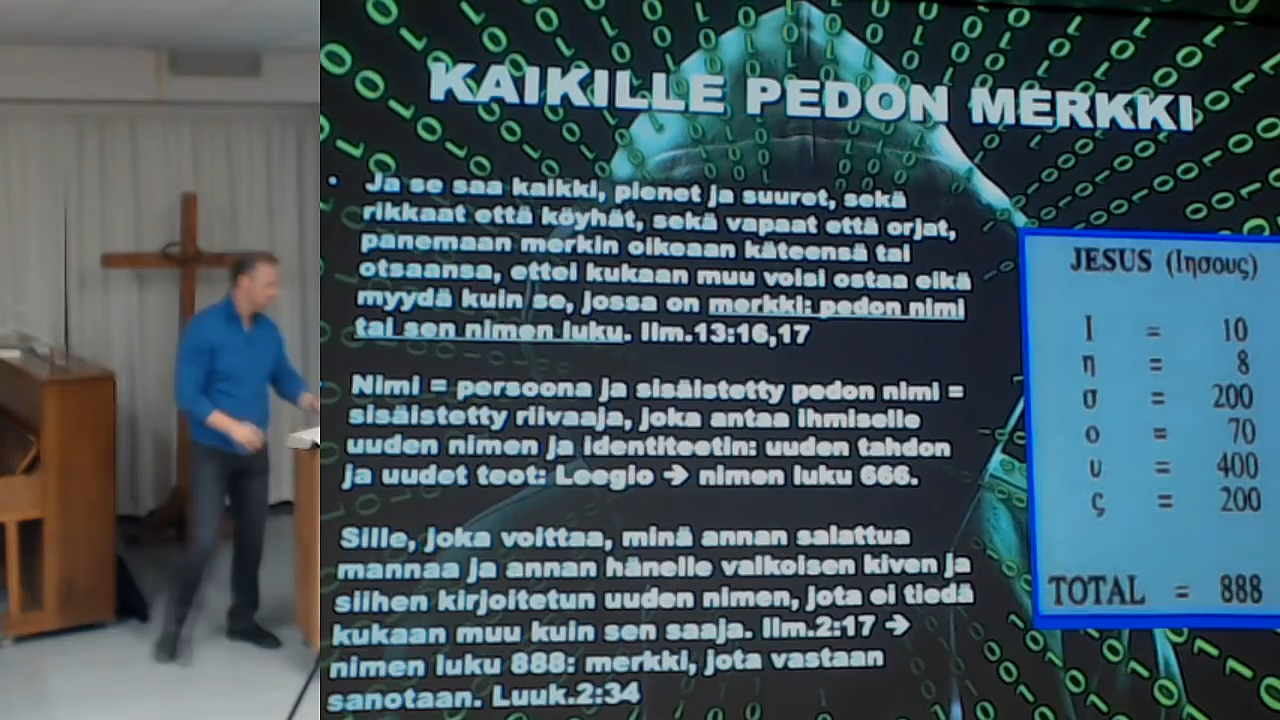 KAIKILLE PEDON MERKKI
• Ja se saa kaikki, pienet ja suuret, sekä
rikkaat että köyhät, sekä vapaat että orjat,
panemaan merkin oikeaan käteensä tai
otsaansa, ettei kukaan muu voisi ostaa eikä
myydä kuin se, jossa on merkki: pedon nimi
tai sen nimen luku. Ilm.13:16,17
Nimi = persoona ja sisäistetty pedon nimi =
sisäistetty riivaaja, joka antaa ihmiselle
uuden nimen ja identiteetin: uuden tahdon
ja uudet teot: Leegio → nimen luku 666.
Sille, joka voittaa, minä annan salattua
mannaa ja annan hänelle valkoisen kiven ja
siihen kirjoitetun uuden nimen, jota ei tiedä
kukaan muu kuin sen saaja. Ilm.2:17 →
nimen luku 888: merkki, jota vastaan
sanotaan. Luuk.2:34
JESUS (Ιησους)
Ι = 10
η = 8
σ = 200
ο = 70
υ = 400
ς = 200
TOTAL = 888